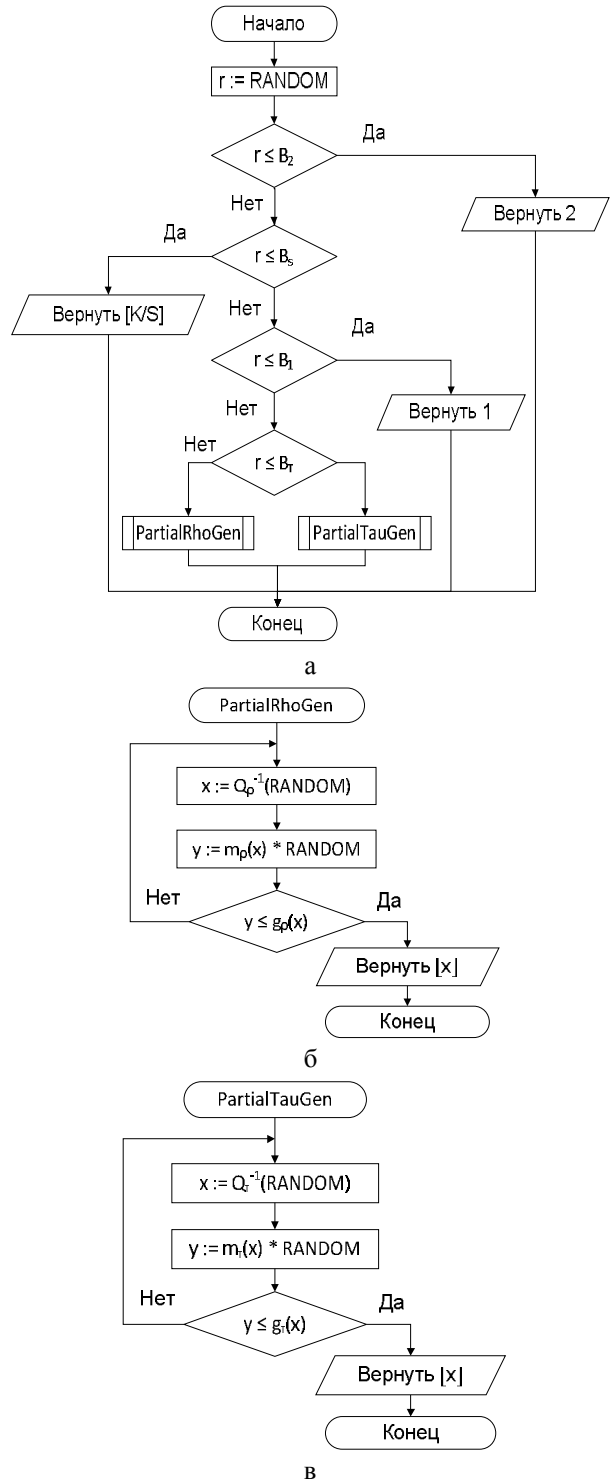 Начало
r := RANDOM
Да
r ≤ B₂
Нет
Вернуть 2
Да
r ≤ Bₛ
Вернуть [K/S]
Нет
Да
r ≤ B₁
Нет
Вернуть 1
Нет
r ≤ Bτ
PartialRhoGen
PartialTauGen
Конец
а
PartialRhoGen
x := Qρ⁻¹(RANDOM)
y := mρ(x) * RANDOM
Нет
Да
y ≤ gρ(x)
Вернуть ⌊x⌋
Конец
б
PartialTauGen
x := Qτ⁻¹(RANDOM)
y := mτ(x) * RANDOM
Нет
Да
y ≤ gτ(x)
Вернуть ⌊x⌋
Конец
в